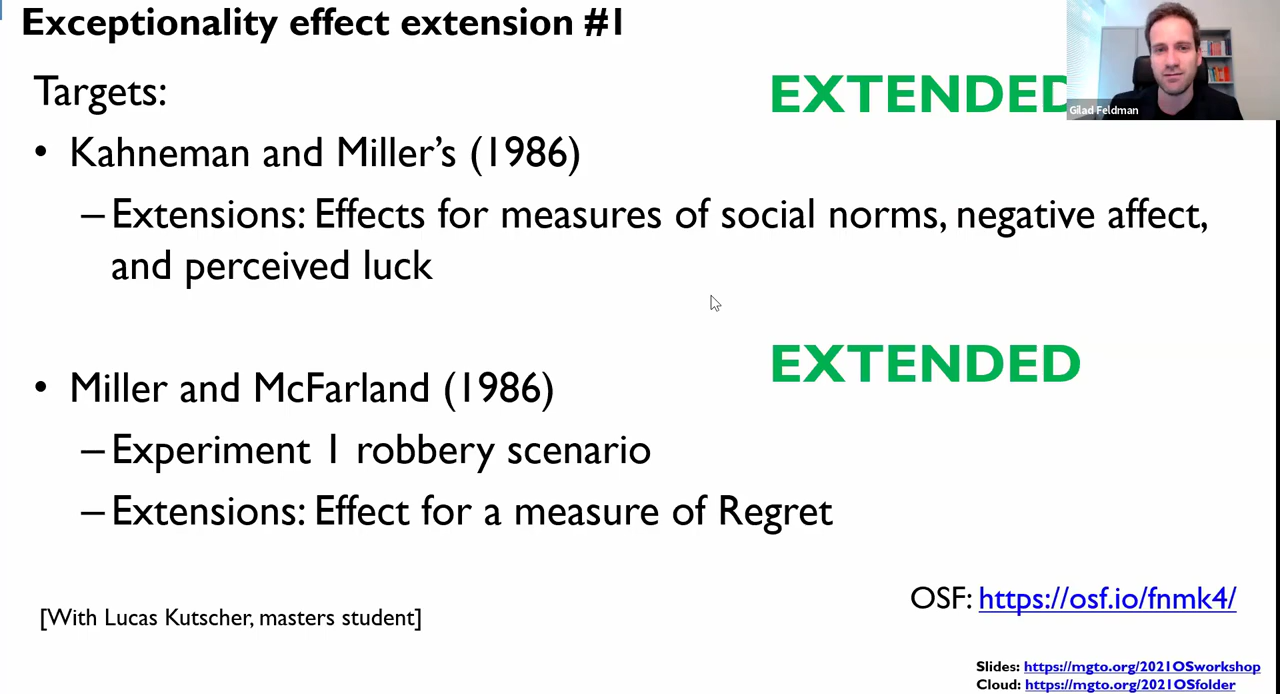 Exceptionality effect extension #1
Targets:
EXTENDED
Gilad Feldman
• Kahneman and Miller's (1986)
– Extensions: Effects for measures of social norms, negative affect,
and perceived luck
EXTENDED
• Miller and McFarland (1986)
– Experiment 1 robbery scenario
– Extensions: Effect for a measure of Regret
OSF: https://osf.io/fnmk4/
[With Lucas Kutscher, masters student]
Slides: https://mgto.org/2021OSworkshop
Cloud: https://mgto.org/2021OSfolder